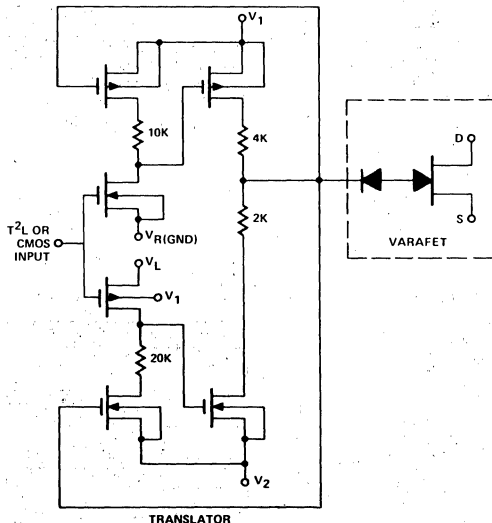 V1
10K
4K
D
S
VARAFET
2K
T2L OR
CMOS
INPUT
VR(GND)
VL
V1
20K
V2
TRANSLATOR